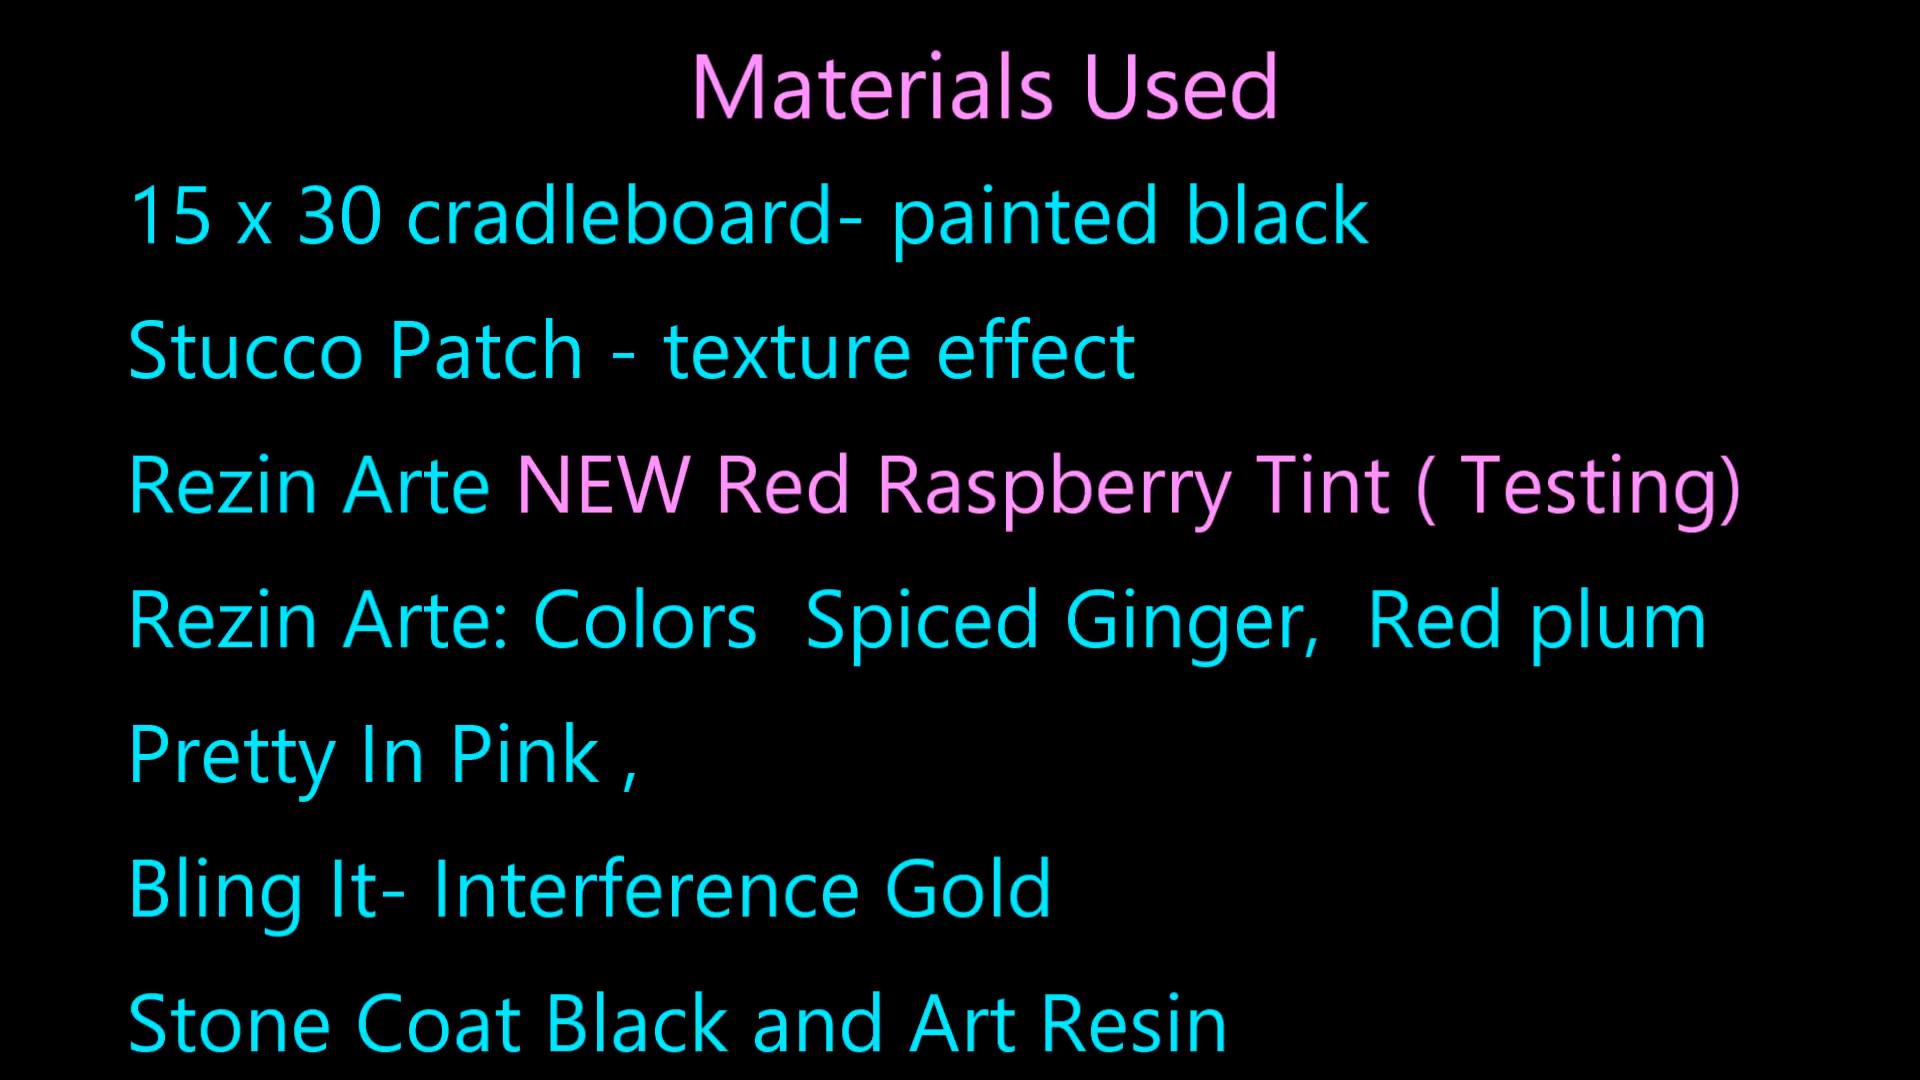 Materials Used
15 x 30 cradleboard- painted black
Stucco Patch - texture effect
Rezin Arte NEW Red Raspberry Tint ( Testing)
Rezin Arte: Colors  Spiced Ginger,  Red plum
Pretty In Pink ,
Bling It- Interference Gold
Stone Coat Black and Art Resin